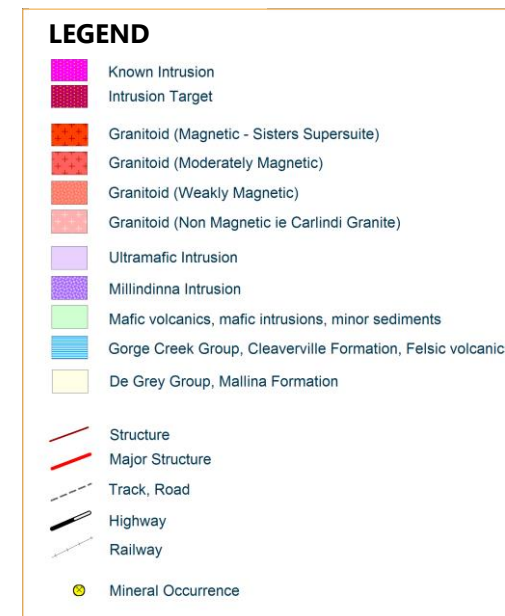 LEGEND
Known Intrusion
Intrusion Target
Granitoid (Magnetic - Sisters Supersuite)
Granitoid (Moderately Magnetic)
Granitoid (Weakly Magnetic)
Granitoid (Non Magnetic ie Carlindi Granite)
Ultramafic Intrusion
Millindinna Intrusion
Mafic volcanics, mafic intrusions, minor sediments
Gorge Creek Group, Cleaverville Formation, Felsic volcanic
De Grey Group, Mallina Formation
Structure
Major Structure
Track, Road
Highway
Railway
Mineral Occurrence